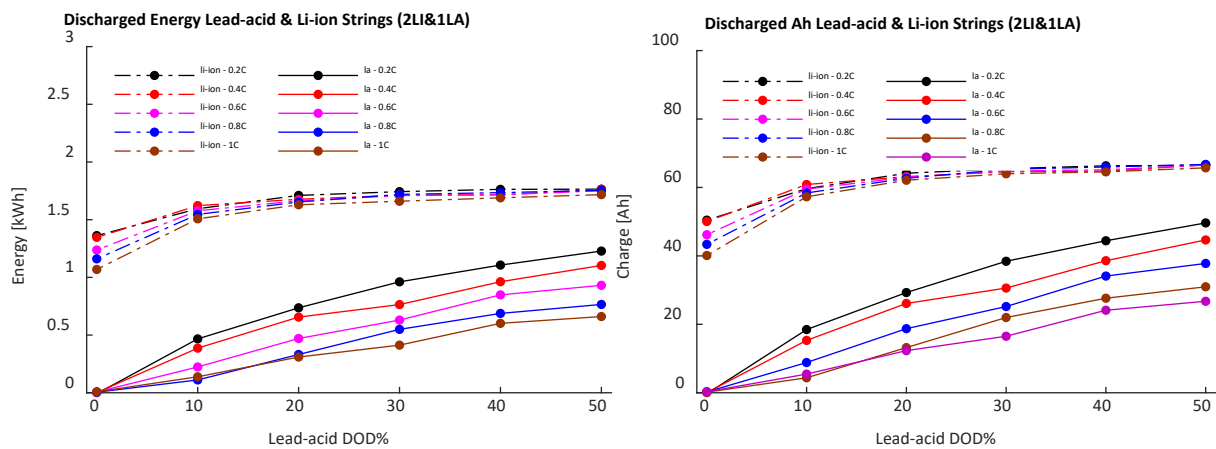 Discharged Energy Lead-acid & Li-ion Strings (2LI&1LA)
3
2.5
2
1.5
1
0.5
0
Energy [kWh]
li-ion - 0.2C
li-ion - 0.4C
li-ion - 0.6C
li-ion - 0.8C
li-ion - 1C
la - 0.2C
la - 0.4C
la - 0.6C
la - 0.8C
la - 1C
0 10 20 30 40 50
Lead-acid DOD%
Discharged Ah Lead-acid & Li-ion Strings (2LI&1LA)
100
80
60
40
20
0
Charge [Ah]
li-ion - 0.2C
li-ion - 0.4C
li-ion - 0.6C
li-ion - 0.8C
li-ion - 1C
la - 0.2C
la - 0.4C
la - 0.6C
la - 0.8C
la - 1C
0 10 20 30 40 50
Lead-acid DOD%